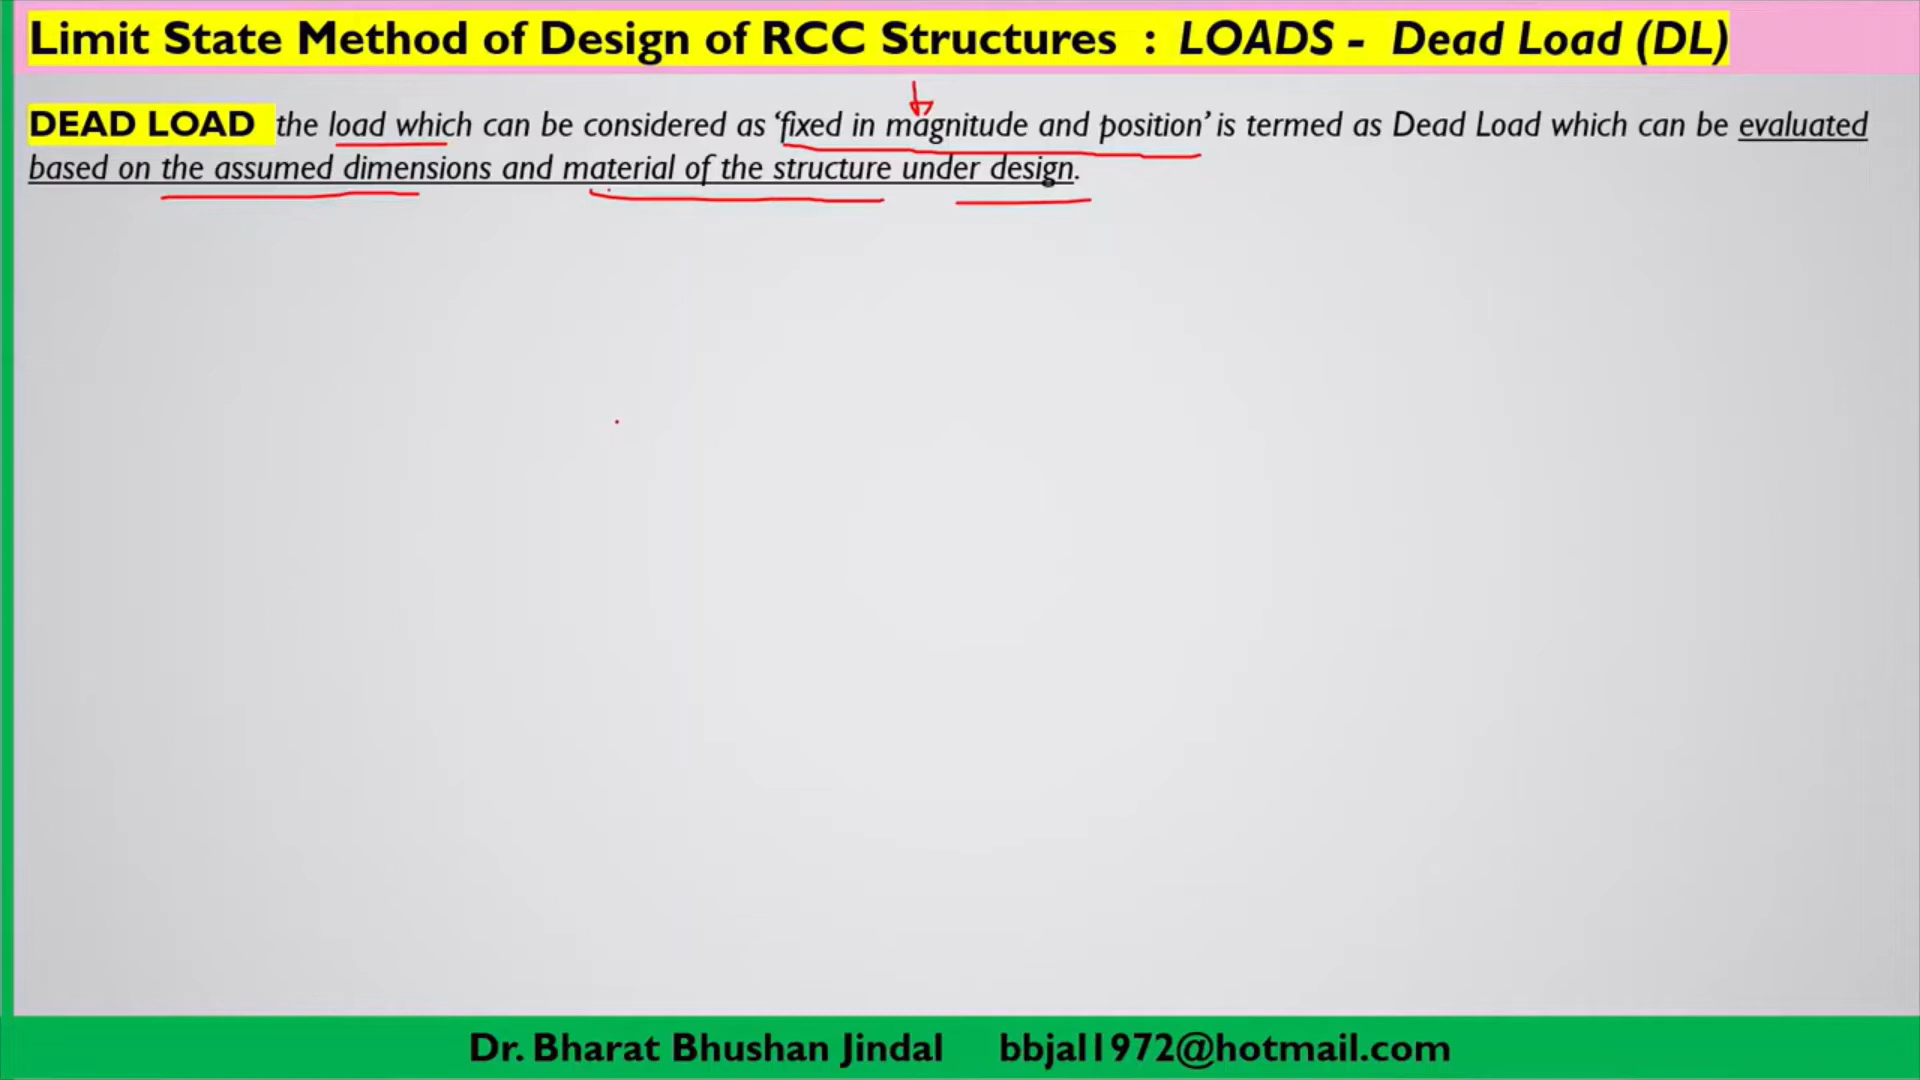 Limit State Method of Design of RCC Structures : LOADS - Dead Load (DL)
DEAD LOAD the load which can be considered as ‘fixed in magnitude and position’ is termed as Dead Load which can be evaluated
based on the assumed dimensions and material of the structure under design.
Dr. Bharat Bhushan Jindal bbjal1972@hotmail.com